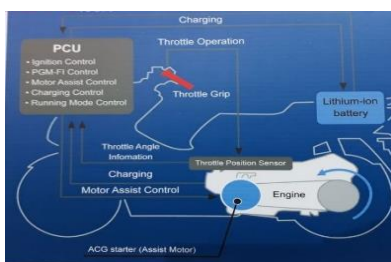 Charging
PCU
• Ignition Control
• PGM-FI Control
• Motor Assist Control
• Charging Control
• Running Mode Control
Throttle Operation
Throttle Grip
Lithium-ion
battery
Throttle Angle
Infomation
Throttle Position Sensor
Charging
Motor Assist Control
Engine
ACG starter (Assist Motor)